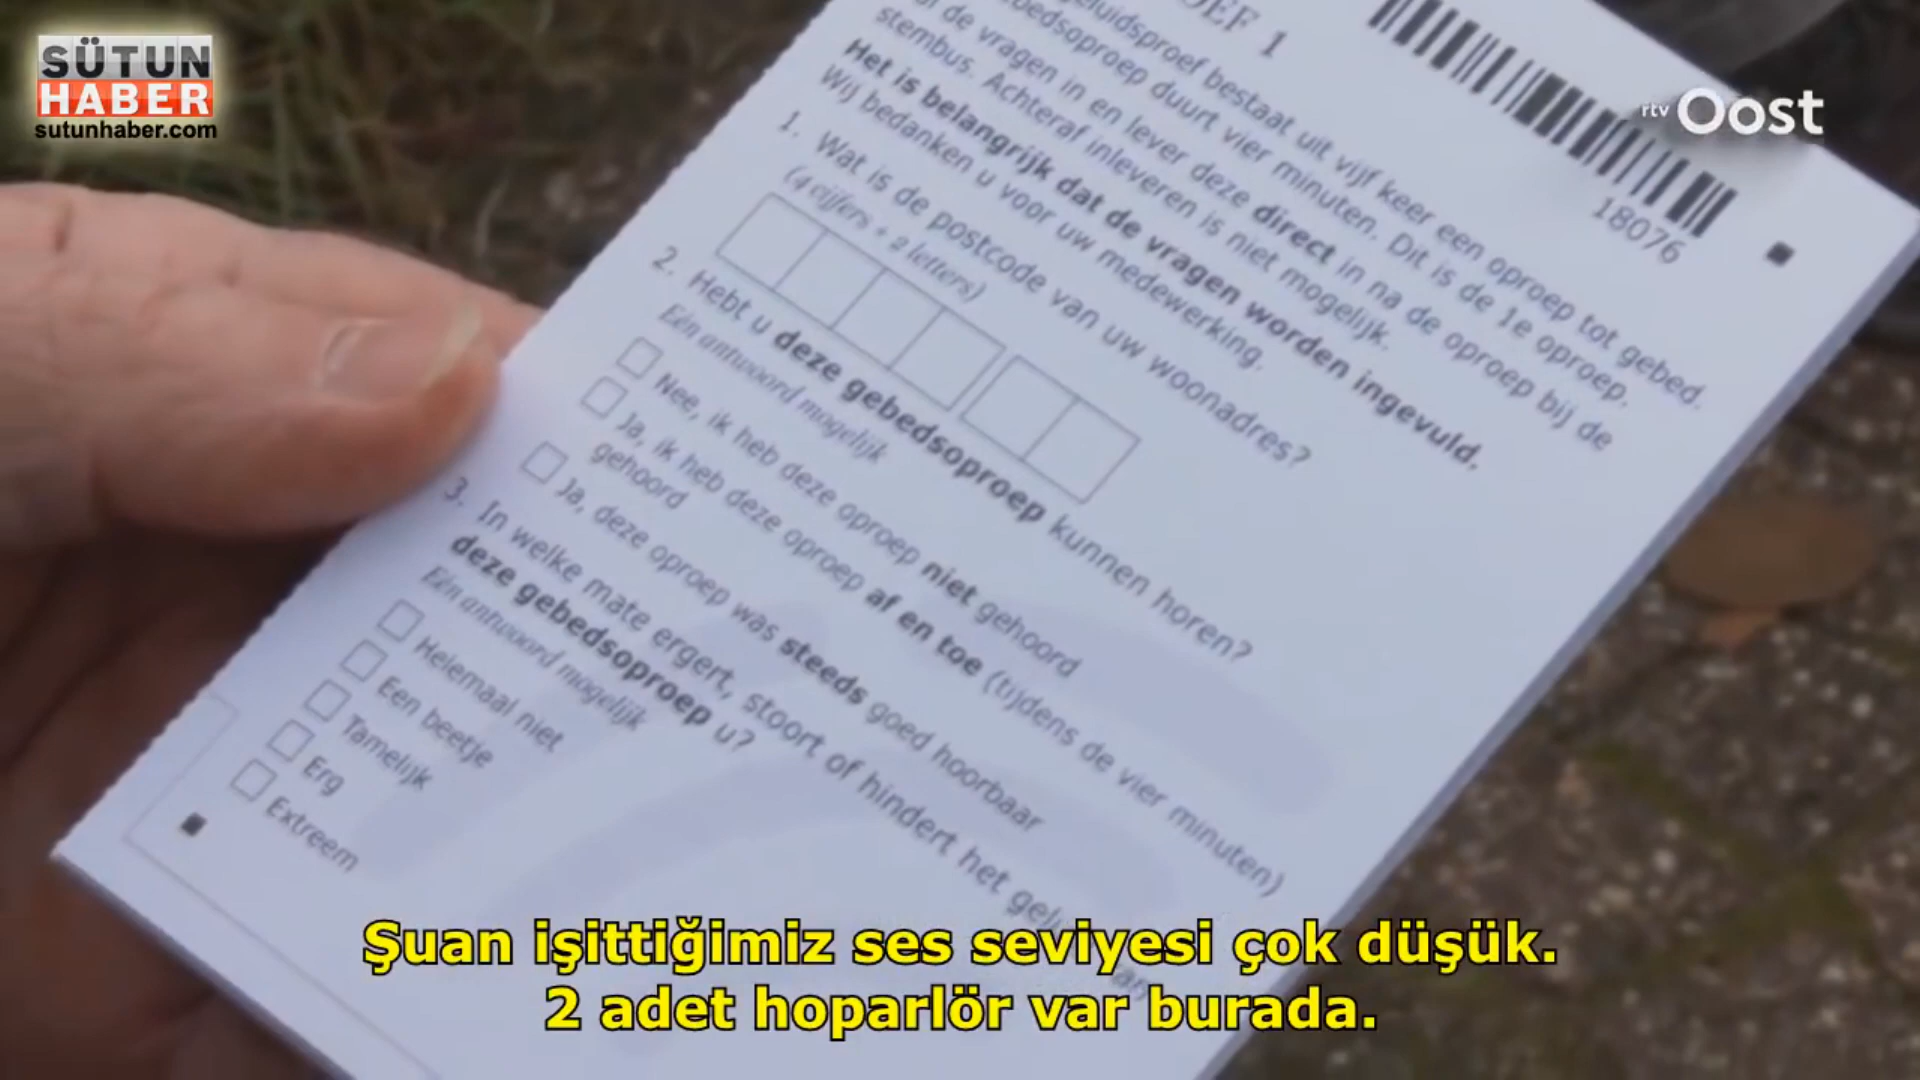 SÜTUN
HABER
sutunhaber.com
rtv Oost
OEF 1
18076
geluidsproef bestaat uit vijf keer een oproep tot gebed.
oedsoproep duurt vier minuten. Dit is de 1e oproep.
de vragen in en lever deze direct in na de oproep bij de
stembus. Achteraf inleveren is niet mogelijk.
Het is belangrijk dat de vragen worden ingevuld.
Wij bedanken u voor uw medewerking.
1. Wat is de postcode van uw woonadres?
(4 cijfers + 2 letters)
2. Hebt u deze gebedsoproep kunnen horen?
Eén antwoord mogelijk
Nee, ik heb deze oproep niet gehoord
Ja, ik heb deze oproep af en toe (tijdens de vier minuten)
gehoord
Ja, deze oproep was steeds goed hoorbaar
3. In welke mate ergert, stoort of hindert het gelu
deze gebedsoproep u?
Eén antwoord mogelijk
Helemaal niet
Een beetje
Tamelijk
Erg
Extreem
Şuan işittiğimiz ses seviyesi çok düşük.
2 adet hoparlör var burada.